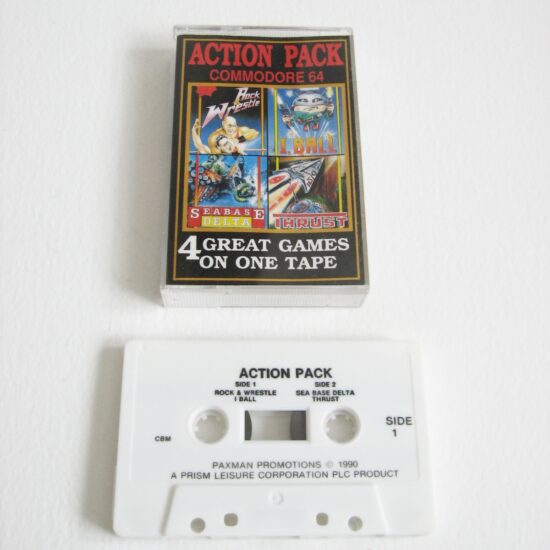 ACTION PACK
COMMODORE 64
Rock
Wrestle
I, BALL
SEABASE
DELTA
THRUST
4 GREAT GAMES
ON ONE TAPE
ACTION PACK
SIDE 1
ROCK & WRESTLE
I BALL
SIDE 2
SEA BASE DELTA
THRUST
CBM
SIDE
1
PAXMAN PROMOTIONS © 1990
A PRISM LEISURE CORPORATION PLC PRODUCT